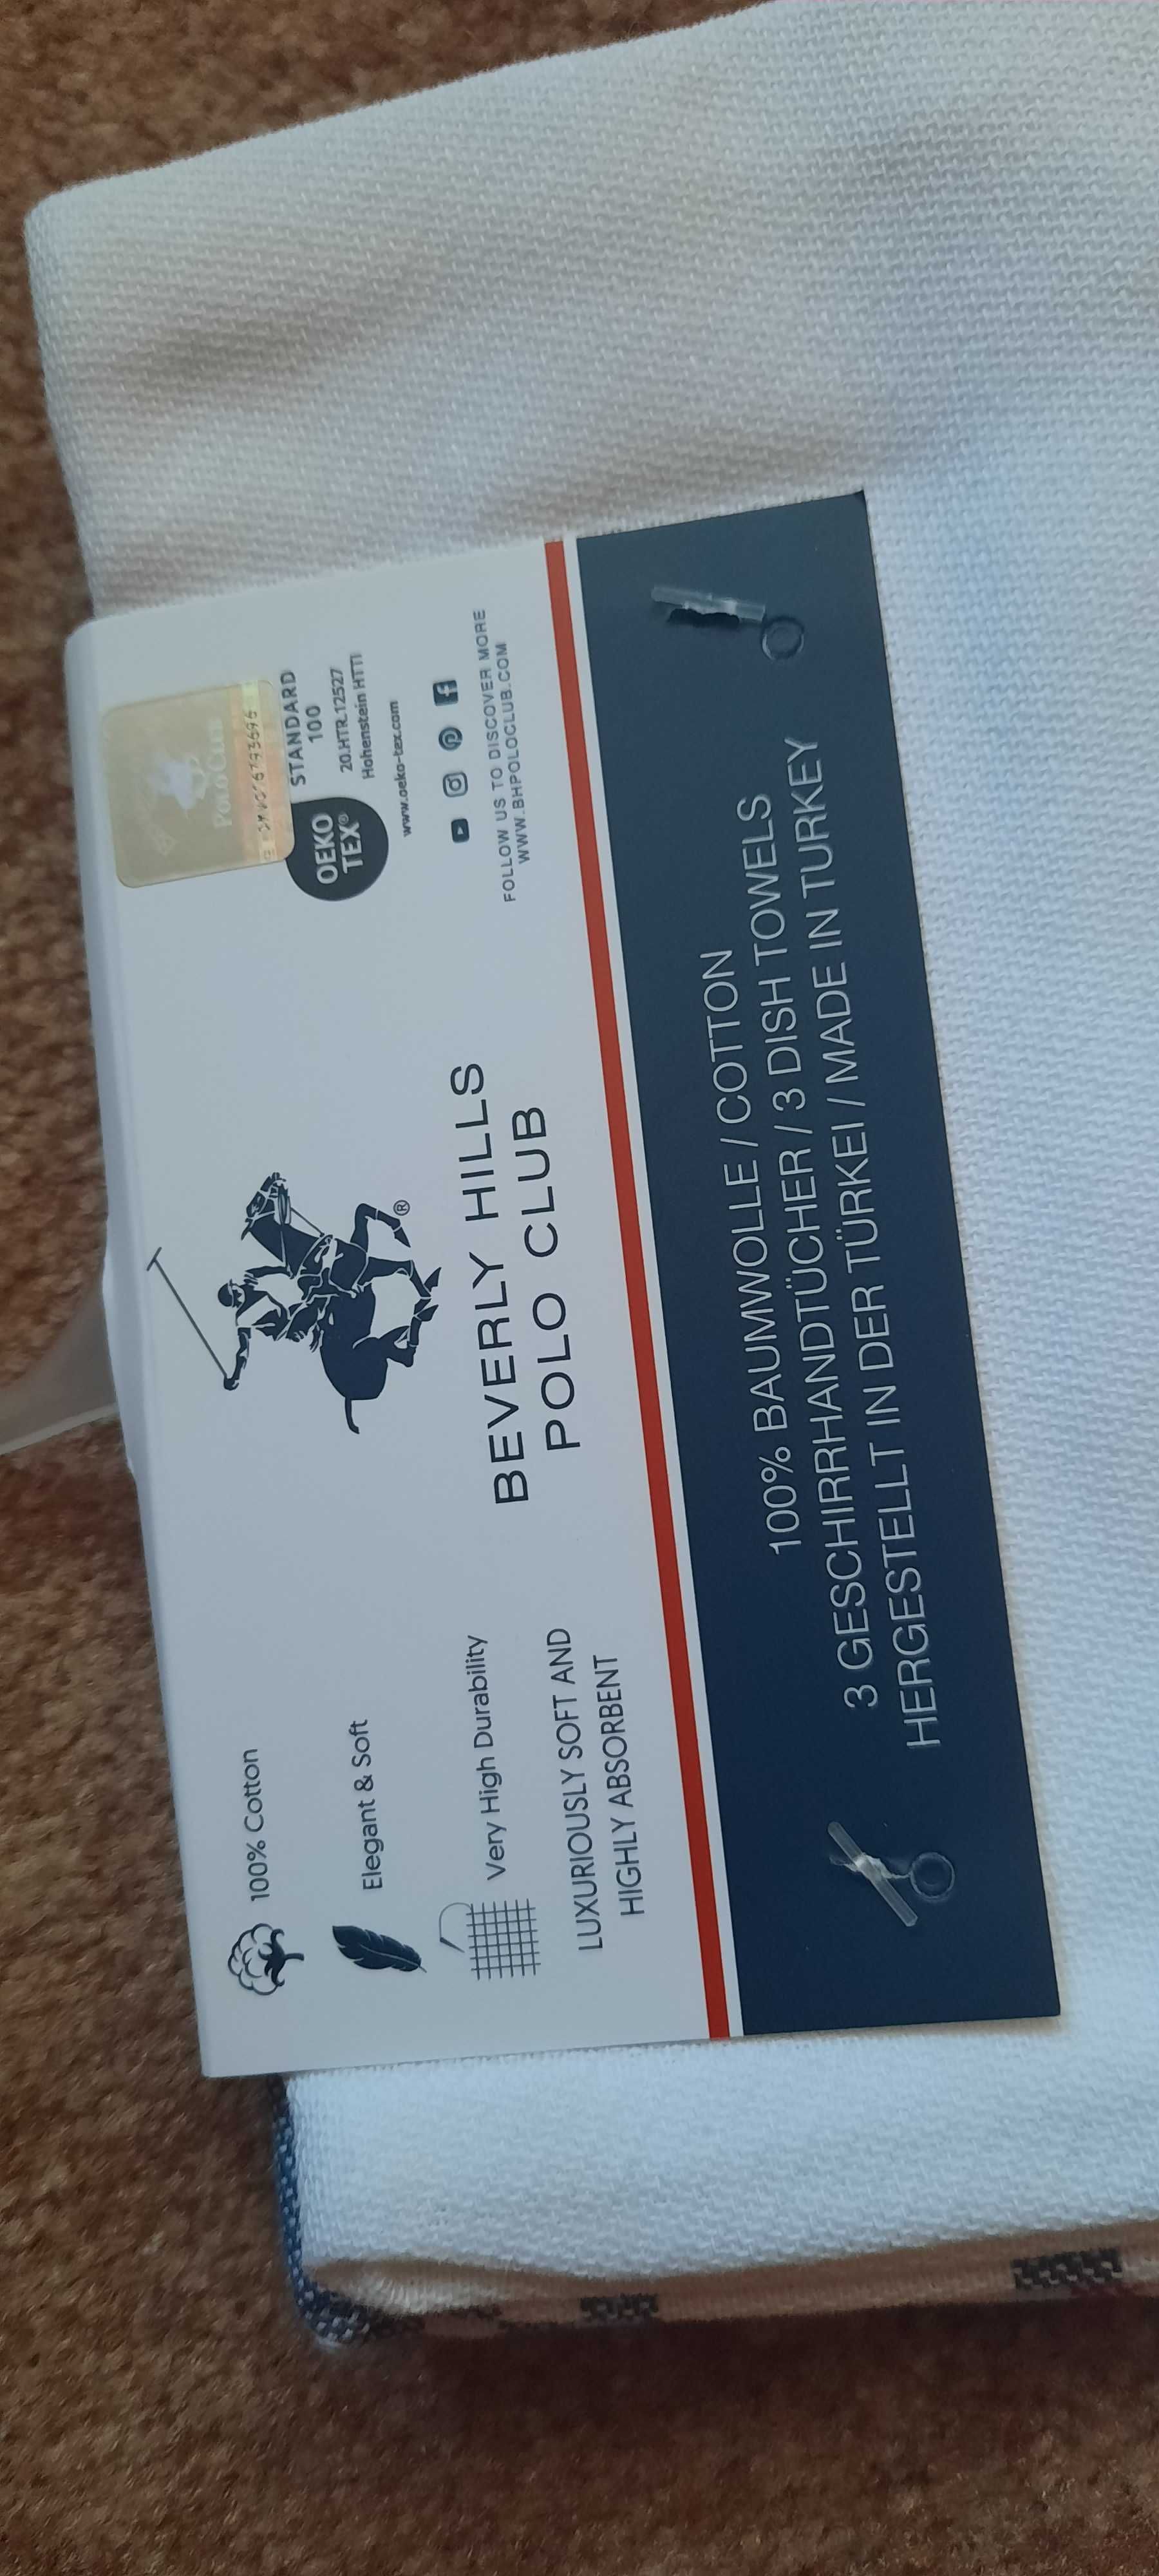 100% Cotton
Elegant & Soft
Very High Durability
LUXURIOUSLY SOFT AND
HIGHLY ABSORBENT
®
BEVERLY HILLS
POLO CLUB
POLO CLUB
OEKO
TEX®
STANDARD
100
20.HTR.12527
Hohenstein HTTI
www.oeko-tex.com
FOLLOW US TO DISCOVER MORE
WWW.BHPOLOCLUB.COM
100% BAUMWOLLE / COTTON
3 GESCHIRRHANDTÜCHER / 3 DISH TOWELS
HERGESTELLT IN DER TÜRKEI / MADE IN TURKEY